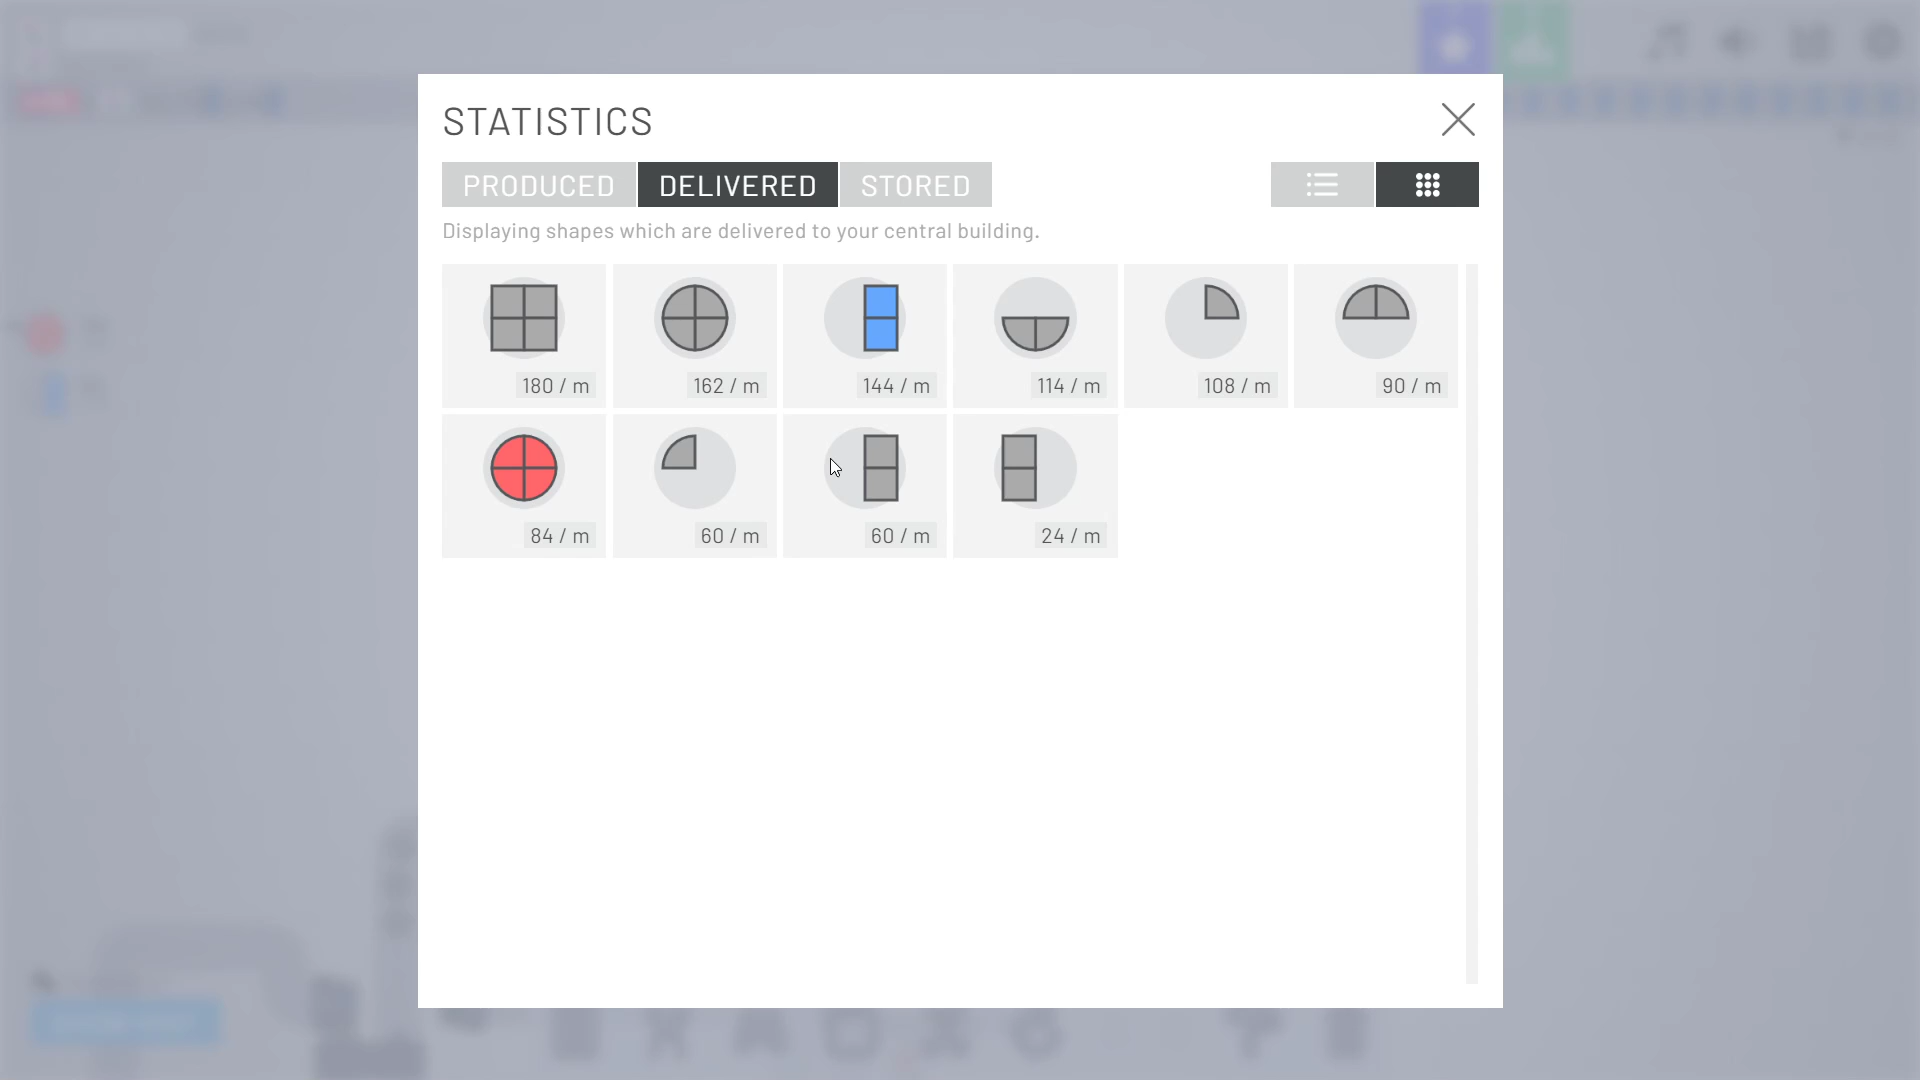 STATISTICS
PRODUCED DELIVERED STORED
Displaying shapes which are delivered to your central building.
180 / m 162 / m 144 / m 114 / m 108 / m 90 / m
84 / m 60 / m 60 / m 24 / m